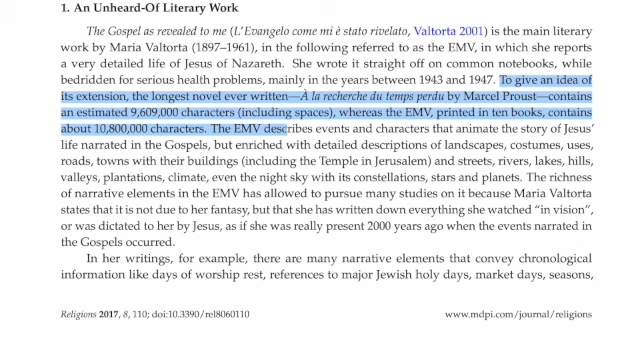 1. An Unheard-Of Literary Work
The Gospel as revealed to me (L'Evangelo come mi è stato rivelato, Valtorta 2001) is the main literary
work by Maria Valtorta (1897–1961), in the following referred to as the EMV, in which she reports
a very detailed life of Jesus of Nazareth. She wrote it straight off on common notebooks, while
bedridden for serious health problems, mainly in the years between 1943 and 1947. To give an idea of
its extension, the longest novel ever written—À la recherche du temps perdu by Marcel Proust—contains
an estimated 9,609,000 characters (including spaces), whereas the EMV, printed in ten books, contains
about 10,800,000 characters. The EMV describes events and characters that animate the story of Jesus'
life narrated in the Gospels, but enriched with detailed descriptions of landscapes, costumes, uses,
roads, towns with their buildings (including the Temple in Jerusalem) and streets, rivers, lakes, hills,
valleys, plantations, climate, even the night sky with its constellations, stars and planets. The richness
of narrative elements in the EMV has allowed to pursue many studies on it because Maria Valtorta
states that it is not due to her fantasy, but that she has written down everything she watched "in vision",
or was dictated to her by Jesus, as if she was really present 2000 years ago when the events narrated in
the Gospels occurred.
In her writings, for example, there are many narrative elements that convey chronological
information like days of worship rest, references to major Jewish holy days, market days, seasons,
Religions 2017, 8, 110; doi:10.3390/rel8060110 www.mdpi.com/journal/religions